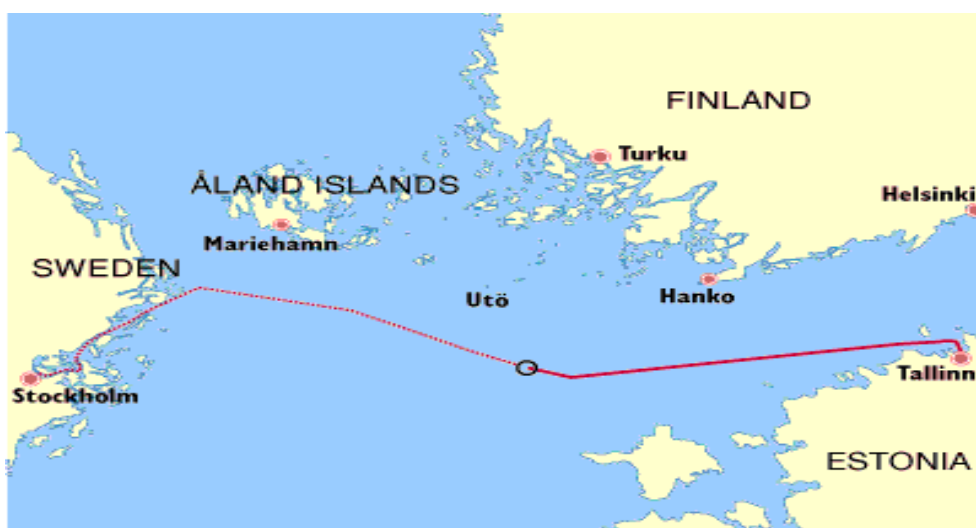 FINLAND
Turku
ÅLAND ISLANDS
Helsinki
Mariehamn
SWEDEN
Hanko
Utö
Tallinn
Stockholm
ESTONIA